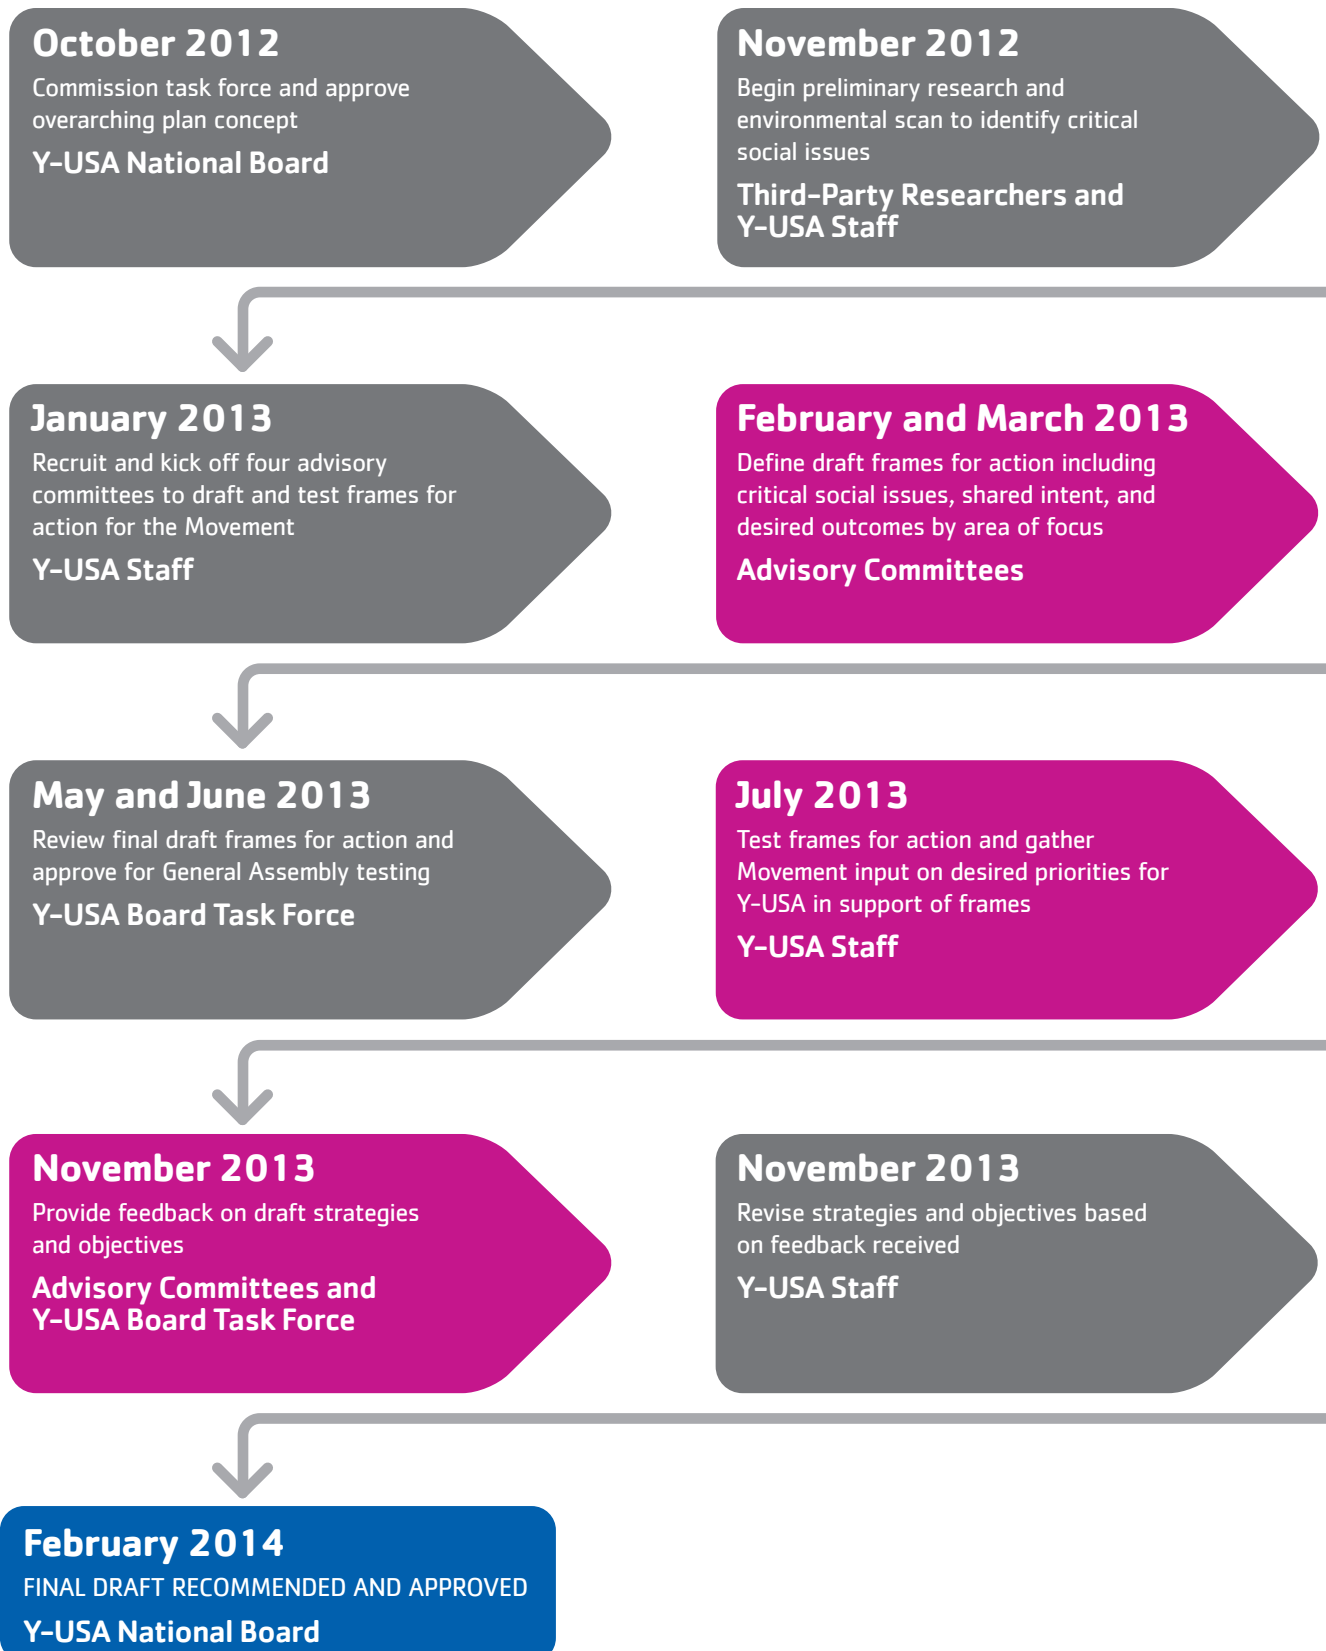 October 2012
Commission task force and approve
overarching plan concept
Y-USA National Board
November 2012
Begin preliminary research and
environmental scan to identify critical
social issues
Third-Party Researchers and
Y-USA Staff
January 2013
Recruit and kick off four advisory
committees to draft and test frames for
action for the Movement
Y-USA Staff
February and March 2013
Define draft frames for action including
critical social issues, shared intent, and
desired outcomes by area of focus
Advisory Committees
May and June 2013
Review final draft frames for action and
approve for General Assembly testing
Y-USA Board Task Force
July 2013
Test frames for action and gather
Movement input on desired priorities for
Y-USA in support of frames
Y-USA Staff
November 2013
Provide feedback on draft strategies
and objectives
Advisory Committees and
Y-USA Board Task Force
November 2013
Revise strategies and objectives based
on feedback received
Y-USA Staff
February 2014
FINAL DRAFT RECOMMENDED AND APPROVED
Y-USA National Board